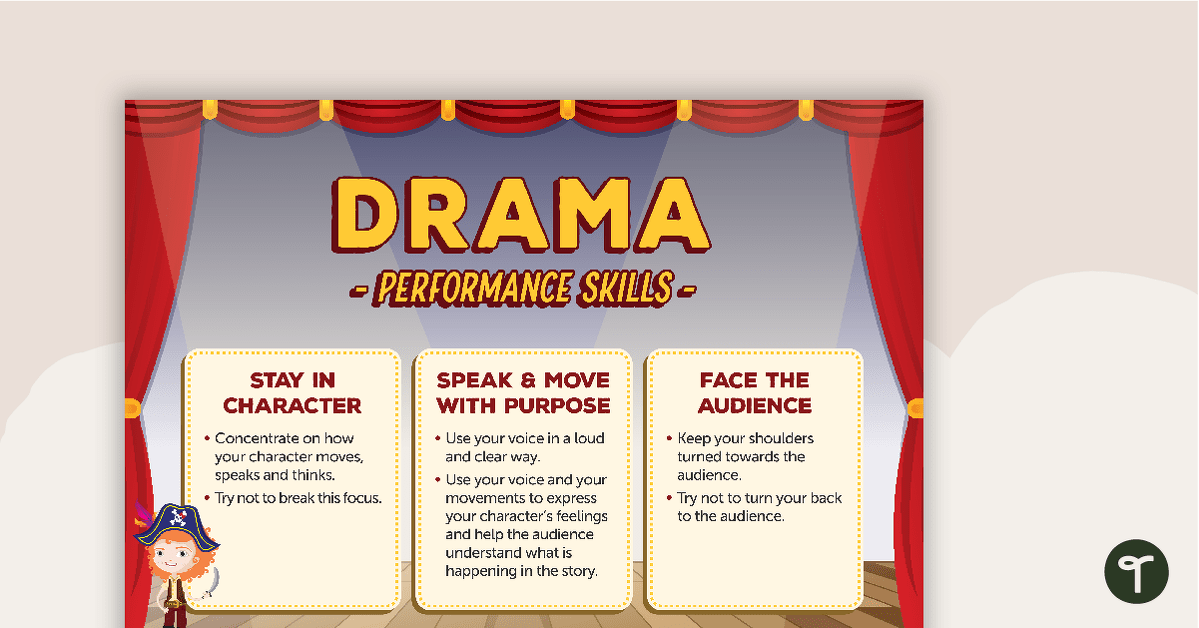 DRAMA
- PERFORMANCE SKILLS -
STAY IN
CHARACTER
• Concentrate on how
your character moves,
speaks and thinks.
• Try not to break this focus.
SPEAK & MOVE
WITH PURPOSE
• Use your voice in a loud
and clear way.
• Use your voice and your
movements to express
your character's feelings
and help the audience
understand what is
happening in the story.
FACE THE
AUDIENCE
• Keep your shoulders
turned towards the
audience.
• Try not to turn your back
to the audience.